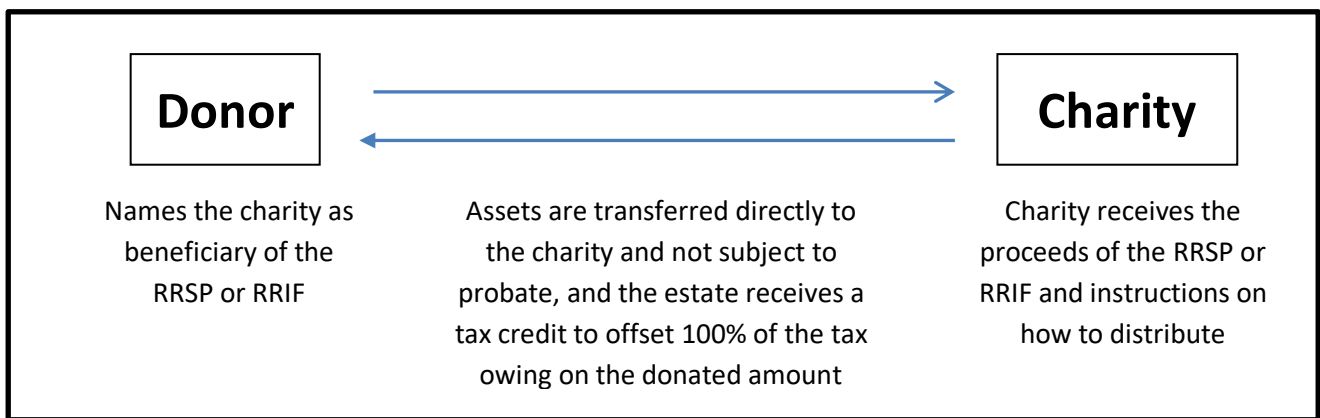 Donor
Charity
Names the charity as
beneficiary of the
RRSP or RRIF
Assets are transferred directly to
the charity and not subject to
probate, and the estate receives a
tax credit to offset 100% of the tax
owing on the donated amount
Charity receives the
proceeds of the RRSP or
RRIF and instructions on
how to distribute